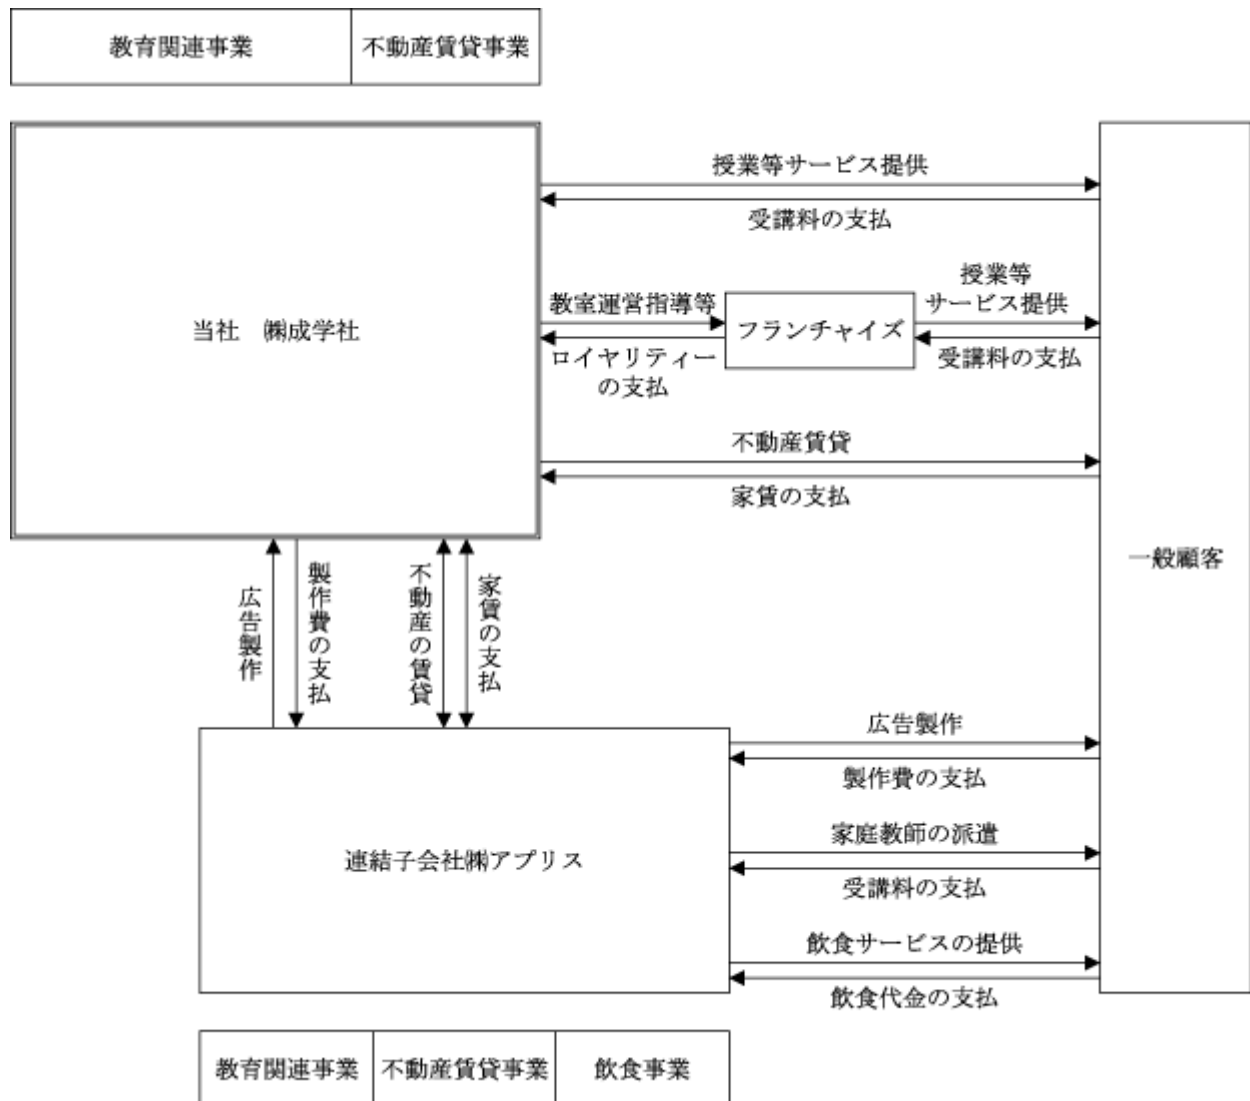 教育関連事業
不動産賃貸事業
当社 ㈱成学社
授業等サービス提供
受講料の支払
教室運営指導等
ロイヤリティー
の支払
フランチャイズ
授業等
サービス提供
受講料の支払
不動産賃貸
家賃の支払
一般顧客
広告製作
製作費の支払
不動産の賃貸
家賃の支払
連結子会社㈱アプリス
広告製作
製作費の支払
家庭教師の派遣
受講料の支払
飲食サービスの提供
飲食代金の支払
教育関連事業
不動産賃貸事業
飲食事業